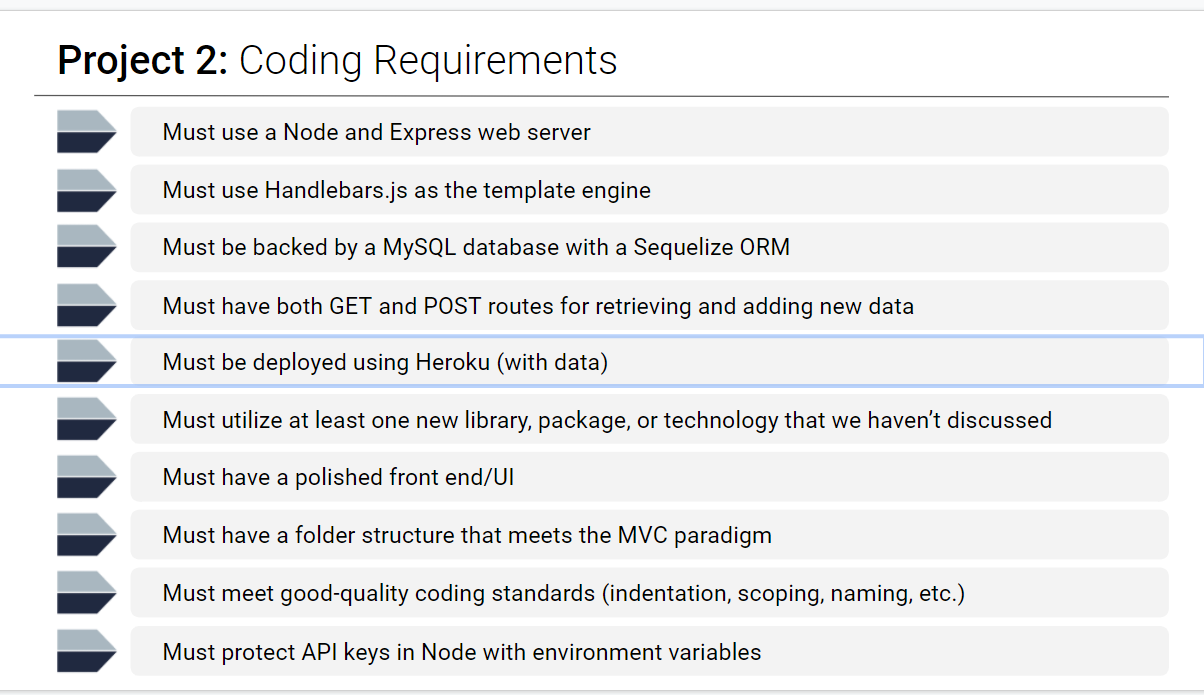 Project 2: Coding Requirements
Must use a Node and Express web server
Must use Handlebars.js as the template engine
Must be backed by a MySQL database with a Sequelize ORM
Must have both GET and POST routes for retrieving and adding new data
Must be deployed using Heroku (with data)
Must utilize at least one new library, package, or technology that we haven’t discussed
Must have a polished front end/UI
Must have a folder structure that meets the MVC paradigm
Must meet good-quality coding standards (indentation, scoping, naming, etc.)
Must protect API keys in Node with environment variables